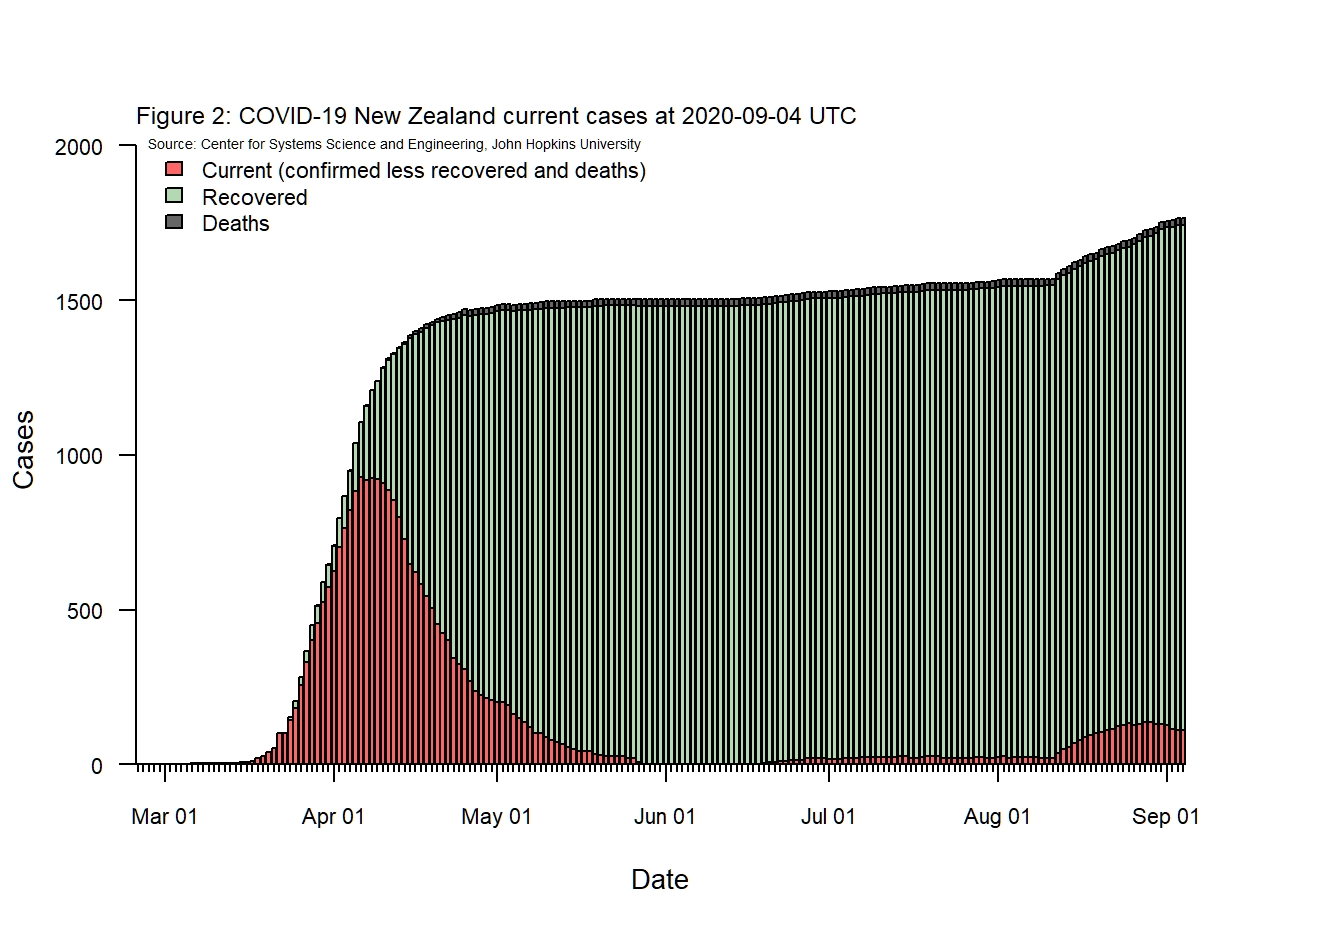 Figure 2: COVID-19 New Zealand current cases at 2020-09-04 UTC
Source: Center for Systems Science and Engineering, John Hopkins University
Current (confirmed less recovered and deaths)
Recovered
Deaths
2000
1500
1000
500
0
Cases
Mar 01 Apr 01 May 01 Jun 01 Jul 01 Aug 01 Sep 01
Date